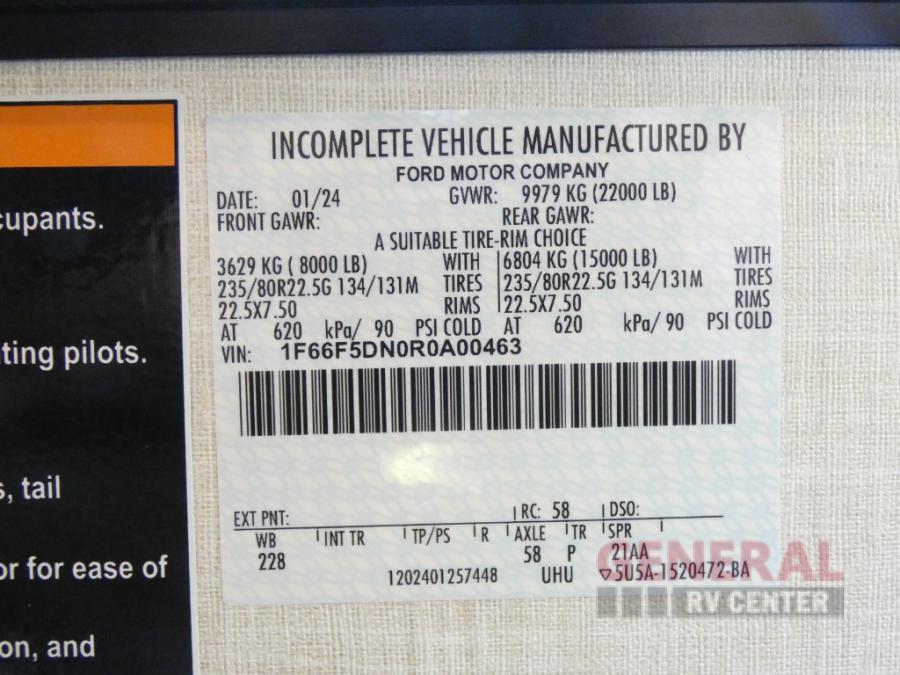 cupants.
ting pilots.
s, tail
or for ease of
on, and
INCOMPLETE VEHICLE MANUFACTURED BY
FORD MOTOR COMPANY
DATE: 01/24 GVWR: 9979 KG (22000 LB)
FRONT GAWR: REAR GAWR:
A SUITABLE TIRE-RIM CHOICE
3629 KG ( 8000 LB) WITH 6804 KG (15000 LB) WITH
235/80R22.5G 134/131M TIRES 235/80R22.5G 134/131M TIRES
22.5X7.50 RIMS 22.5X7.50 RIMS
AT 620 kPa/ 90 PSI COLD AT 620 kPa/ 90 PSI COLD
VIN: 1F66F5DN0R0A00463
EXT PNT: RC: 58 DSO:
WB INT TR TP/PS R AXLE TR SPR
228 58 P 21AA
1202401257448 UHU ▽5U5A-1520472-BA
GENERAL
RV CENTER